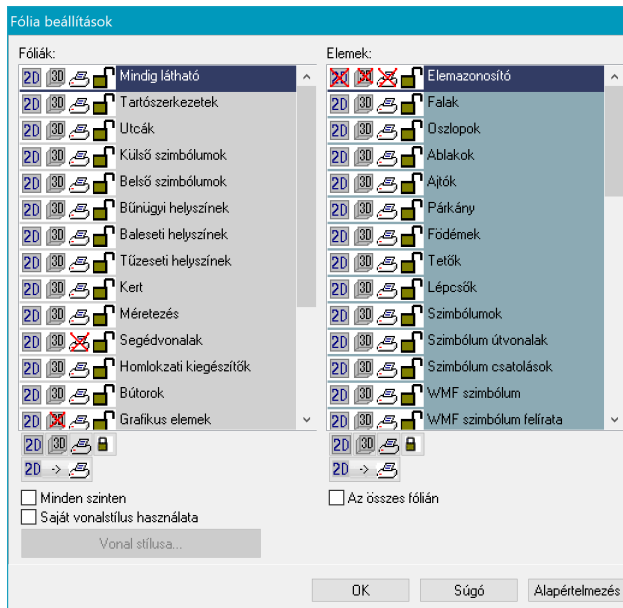 Fólia beállítások
Fóliák:
Elemek:
2D 3D Mindig látható
2D 3D Tartószerkezetek
2D 3D Utcák
2D 3D Külső szimbólumok
2D 3D Belső szimbólumok
2D 3D Bűnügyi helyszínek
2D 3D Baleseti helyszínek
2D 3D Tűzeseti helyszínek
2D 3D Kert
2D 3D Méretezés
2D 3D Segédvonalak
2D 3D Homlokzati kiegészítők
2D 3D Bútorok
2D 3D Grafikus elemek
2D 3D
2D ->
Minden szinten
Saját vonalstílus használata
Vonal stílusa...
2D 3D Elemazonosító
2D 3D Falak
2D 3D Oszlopok
2D 3D Ablakok
2D 3D Ajtók
2D 3D Párkány
2D 3D Födémek
2D 3D Tetők
2D 3D Lépcsők
2D 3D Szimbólumok
2D 3D Szimbólum útvonalak
2D 3D Szimbólum csatolások
2D 3D WMF szimbólum
2D 3D WMF szimbólum felírata
2D 3D
2D ->
Az összes fólián
OK
Súgó
Alapértelmezés